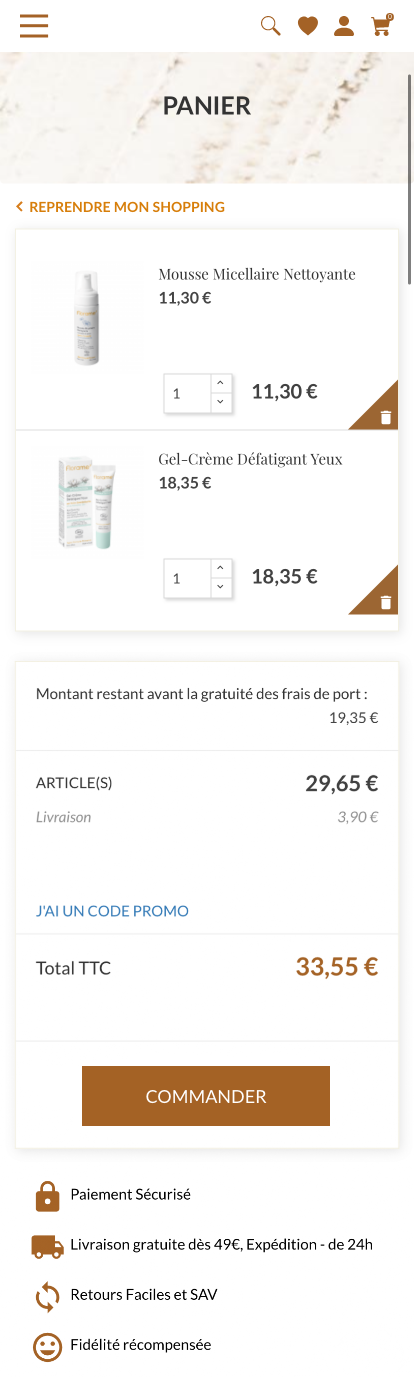 0
PANIER
REPRENDRE MON SHOPPING
Mousse Micellaire Nettoyante
11,30 €
1
11,30 €
Gel-Crème Défatigant Yeux
18,35 €
1
18,35 €
Montant restant avant la gratuité des frais de port :
19,35 €
ARTICLE(S) 29,65 €
Livraison 3,90 €
J'AI UN CODE PROMO
Total TTC 33,55 €
COMMANDER
Paiement Sécurisé
Livraison gratuite dès 49€, Expédition - de 24h
Retours Faciles et SAV
Fidélité récompensée